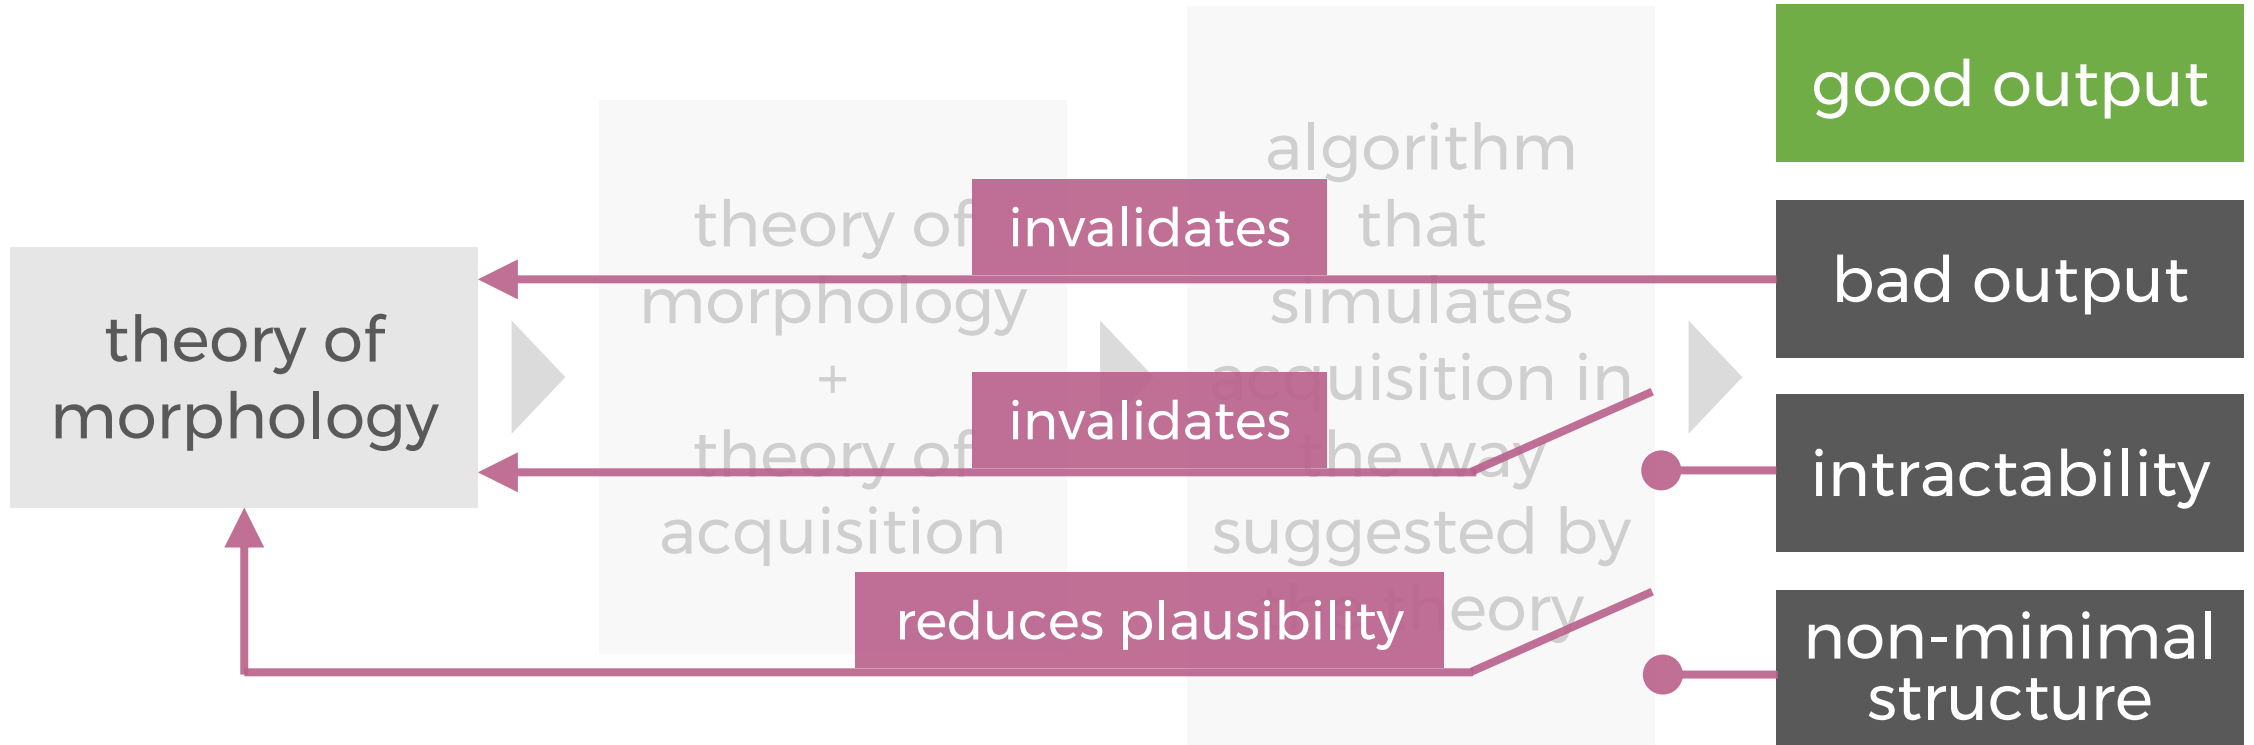 theory of
morphology
theory of
morphology
+
theory of
acquisition
algorithm
that
simulates
acquisition in
the way
suggested by
the theory
invalidates
invalidates
reduces plausibility
good output
bad output
intractability
non-minimal
structure